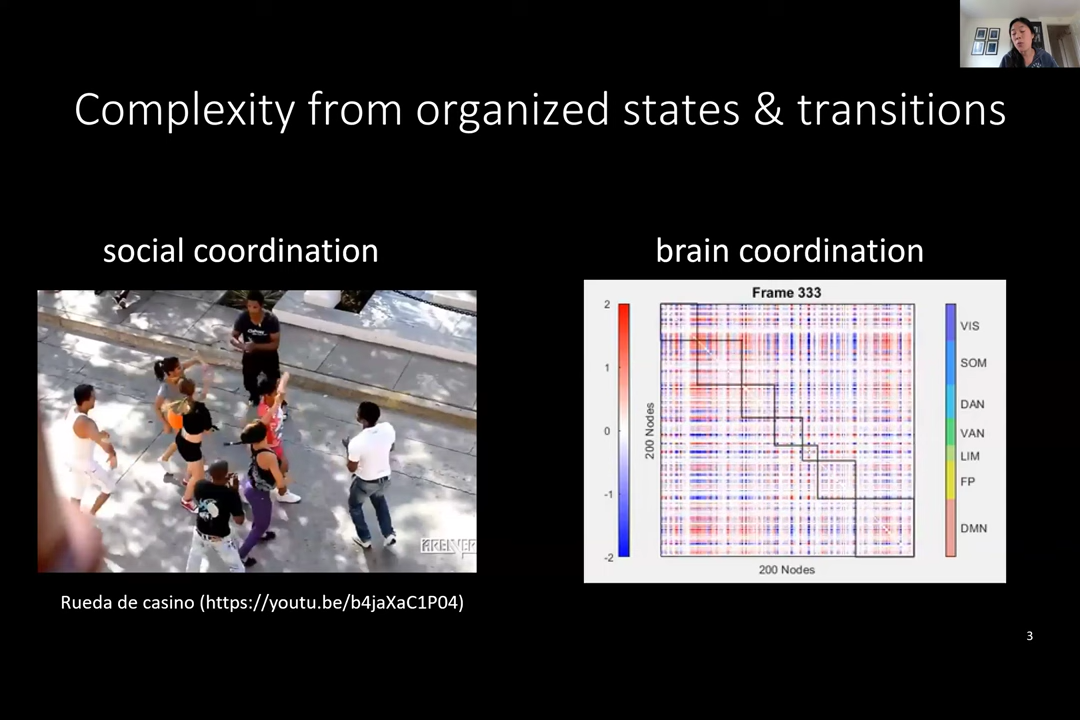 Complexity from organized states & transitions
social coordination
brain coordination
Frame 333
2
1
0
-1
-2
200 Nodes
200 Nodes
VIS
SOM
DAN
VAN
LIM
FP
DMN
Rueda de casino (https://youtu.be/b4jaXaC1P04)
3